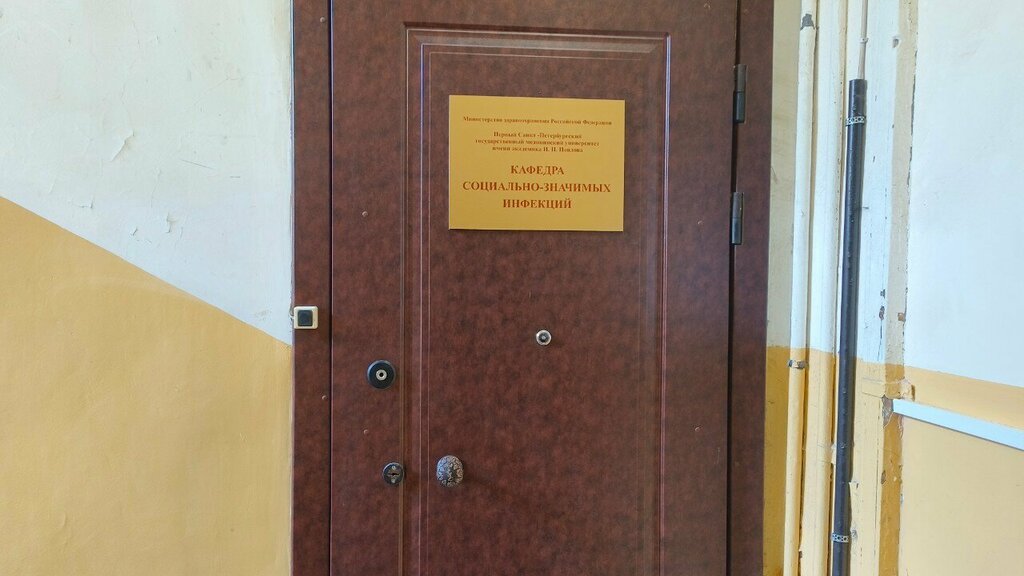 Министерство здравоохранения Российской Федерации
Первый Санкт -Петербургский
государственный медицинский университет
имени академика И. П. Павлова
КАФЕДРА
СОЦИАЛЬНО-ЗНАЧИМЫХ
ИНФЕКЦИЙ